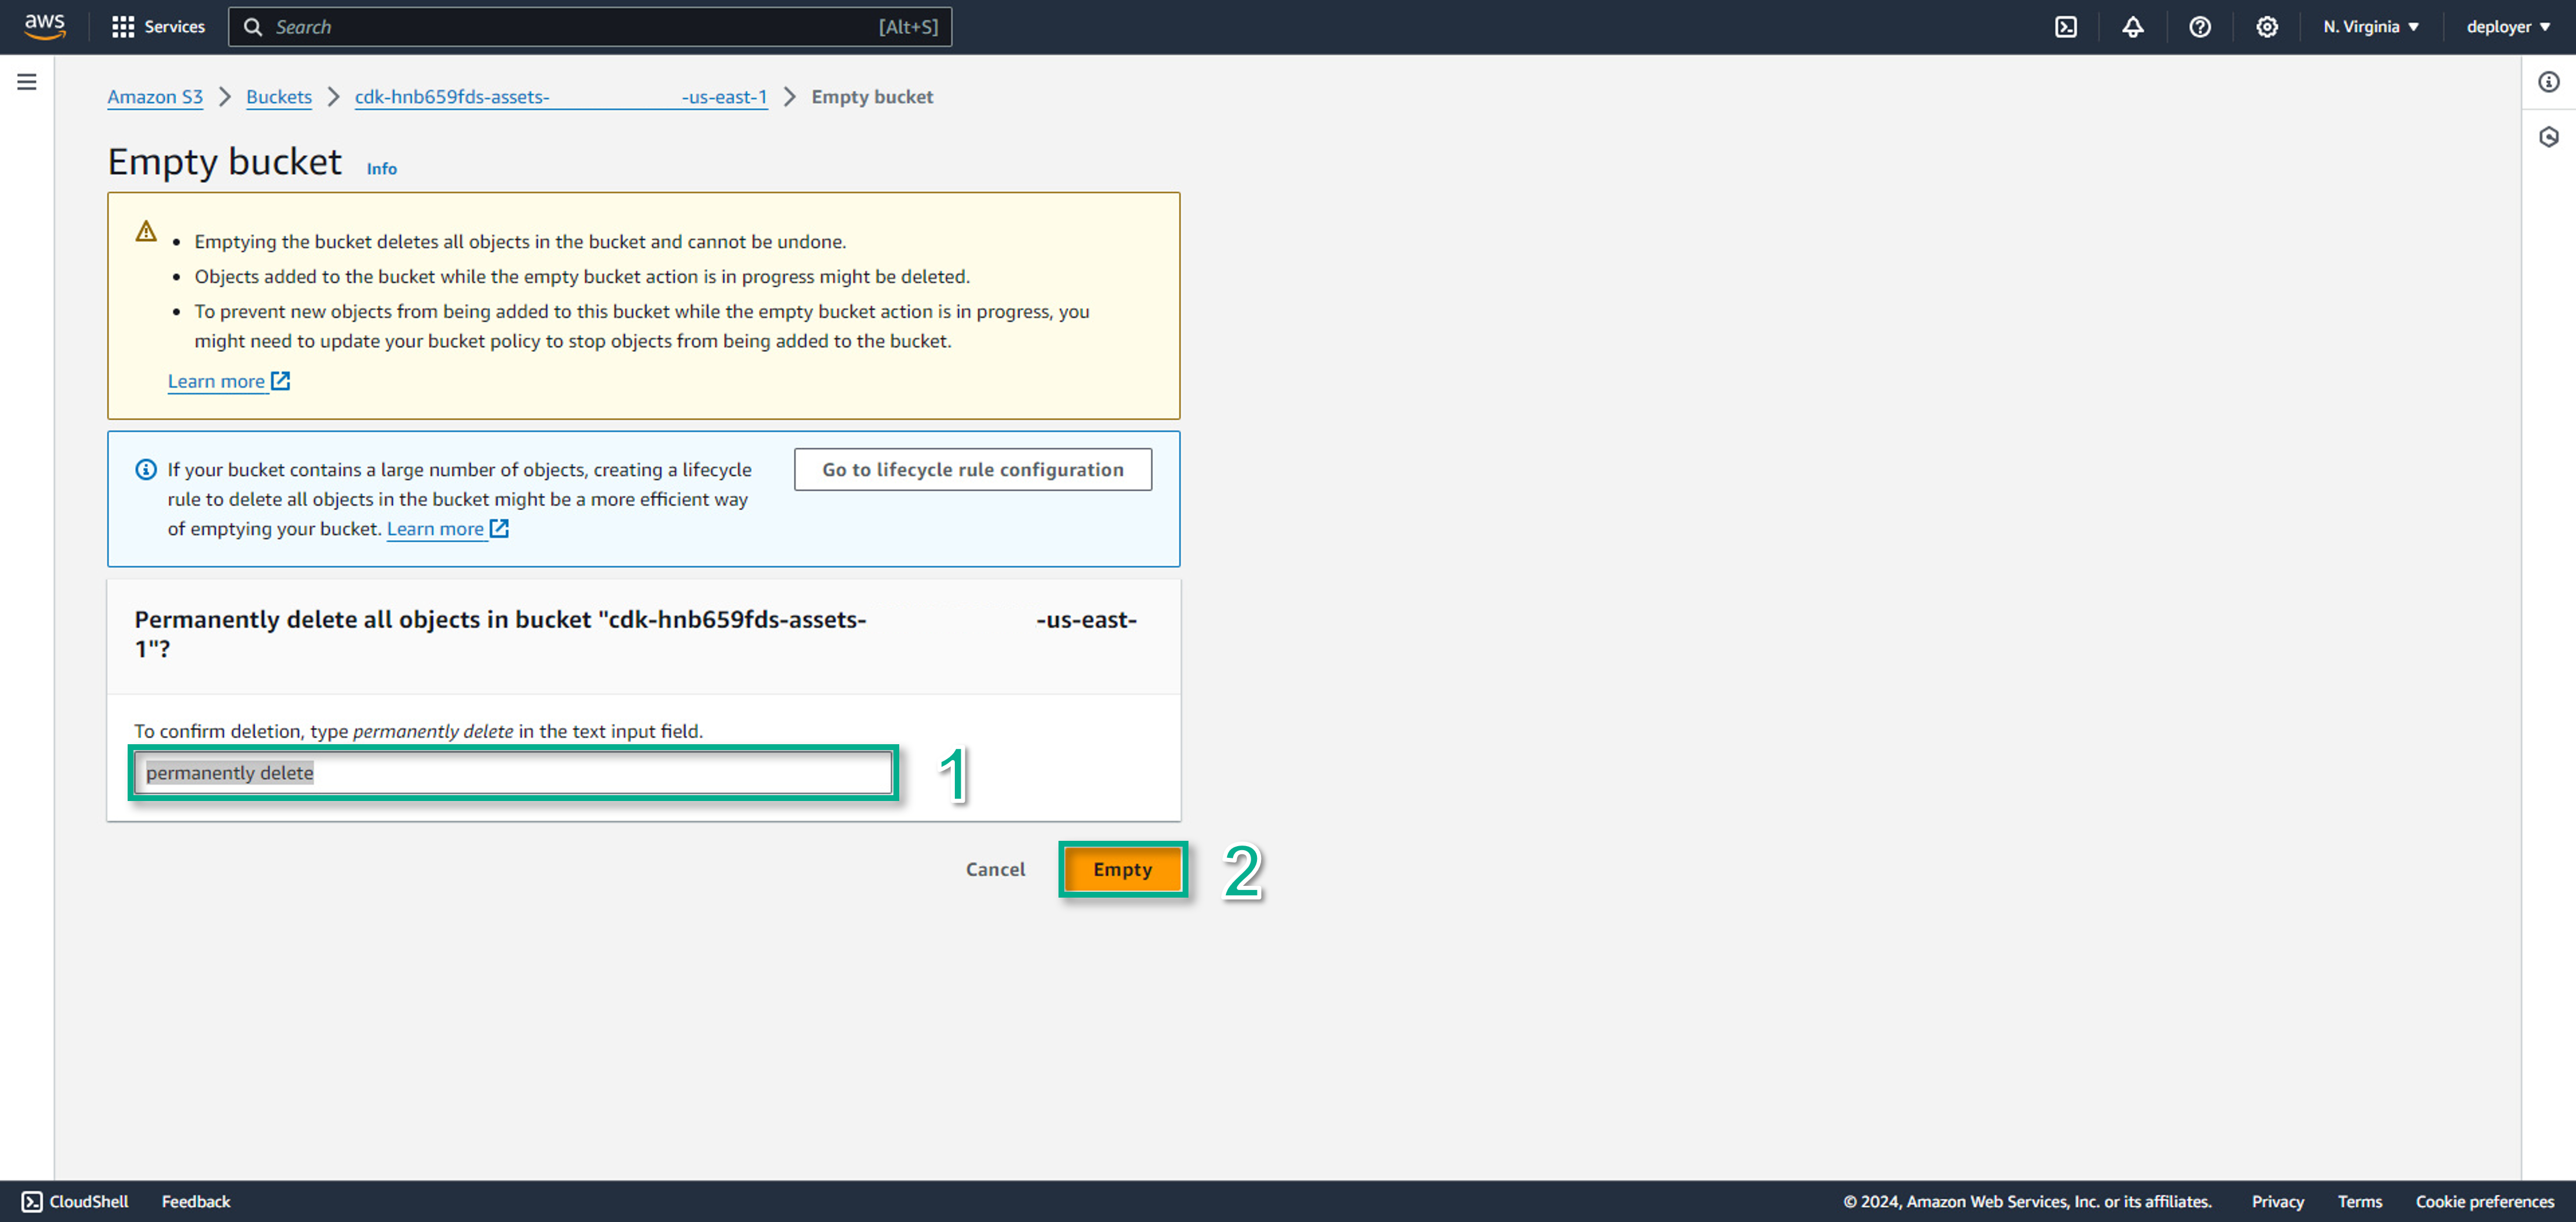 aws Services Search [Alt+S] N. Virginia deployer
Amazon S3 Buckets cdk-hnb659fds-assets- -us-east-1 Empty bucket
Empty bucket Info
Emptying the bucket deletes all objects in the bucket and cannot be undone.
Objects added to the bucket while the empty bucket action is in progress might be deleted.
To prevent new objects from being added to this bucket while the empty bucket action is in progress, you
might need to update your bucket policy to stop objects from being added to the bucket.
Learn more
If your bucket contains a large number of objects, creating a lifecycle
rule to delete all objects in the bucket might be a more efficient way
of emptying your bucket. Learn more
Go to lifecycle rule configuration
Permanently delete all objects in bucket "cdk-hnb659fds-assets- -us-east-
1"?
To confirm deletion, type permanently delete in the text input field.
permanently delete 1
Cancel Empty 2
CloudShell Feedback © 2024, Amazon Web Services, Inc. or its affiliates. Privacy Terms Cookie preferences